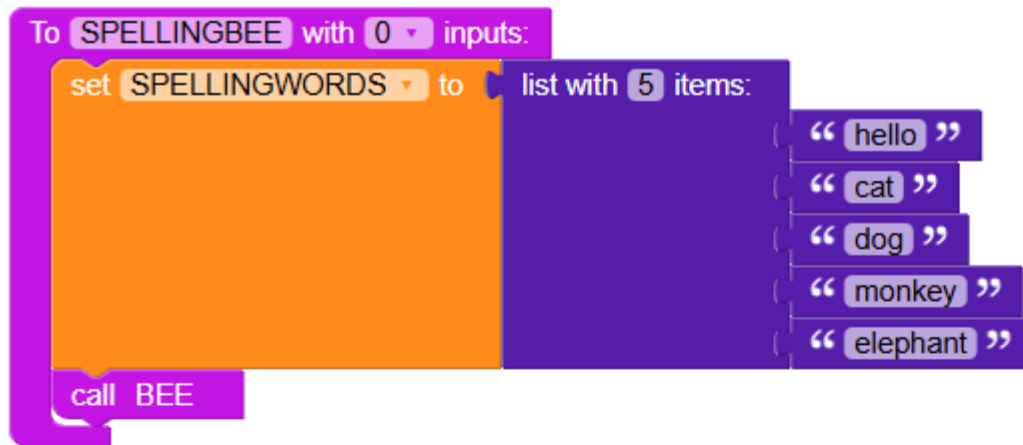 To SPELLINGBEE with 0 inputs:
set SPELLINGWORDS to list with 5 items:
“ hello ”
“ cat ”
“ dog ”
“ monkey ”
“ elephant ”
call BEE